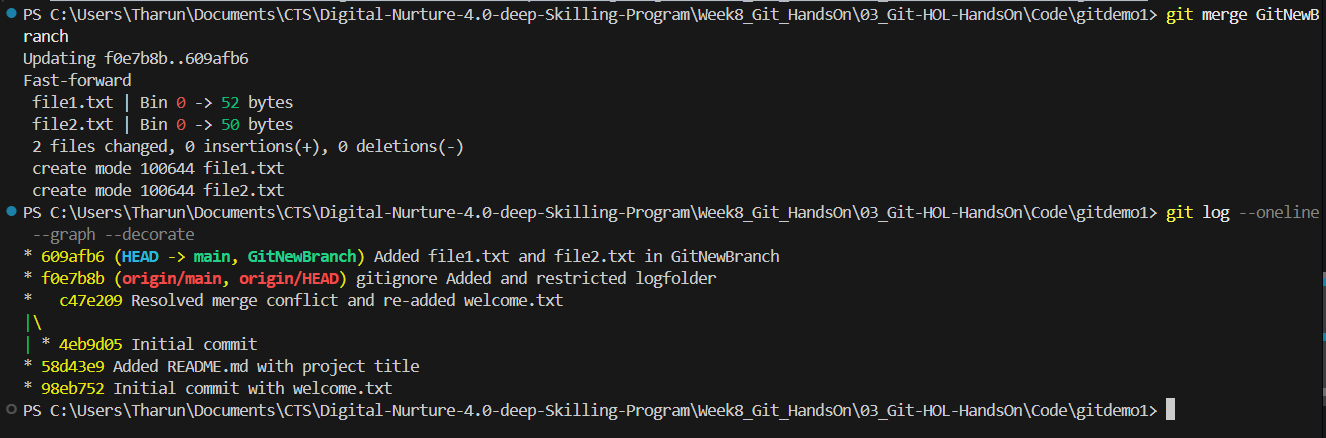 PS C:\Users\Tharun\Documents\CTS\Digital-Nurture-4.0-deep-Skilling-Program\Week8_Git_HandsOn\03_Git-HOL-HandsOn\Code\gitdemo1> git merge GitNewB
ranch
Updating f0e7b8b..609afb6
Fast-forward
 file1.txt | Bin 0 -> 52 bytes
 file2.txt | Bin 0 -> 50 bytes
 2 files changed, 0 insertions(+), 0 deletions(-)
 create mode 100644 file1.txt
 create mode 100644 file2.txt
PS C:\Users\Tharun\Documents\CTS\Digital-Nurture-4.0-deep-Skilling-Program\Week8_Git_HandsOn\03_Git-HOL-HandsOn\Code\gitdemo1> git log --oneline
 --graph --decorate
* 609afb6 (HEAD -> main, GitNewBranch) Added file1.txt and file2.txt in GitNewBranch
* f0e7b8b (origin/main, origin/HEAD) gitignore Added and restricted logfolder
*   c47e209 Resolved merge conflict and re-added welcome.txt
|\
| * 4eb9d05 Initial commit
* 58d43e9 Added README.md with project title
* 98eb752 Initial commit with welcome.txt
PS C:\Users\Tharun\Documents\CTS\Digital-Nurture-4.0-deep-Skilling-Program\Week8_Git_HandsOn\03_Git-HOL-HandsOn\Code\gitdemo1>